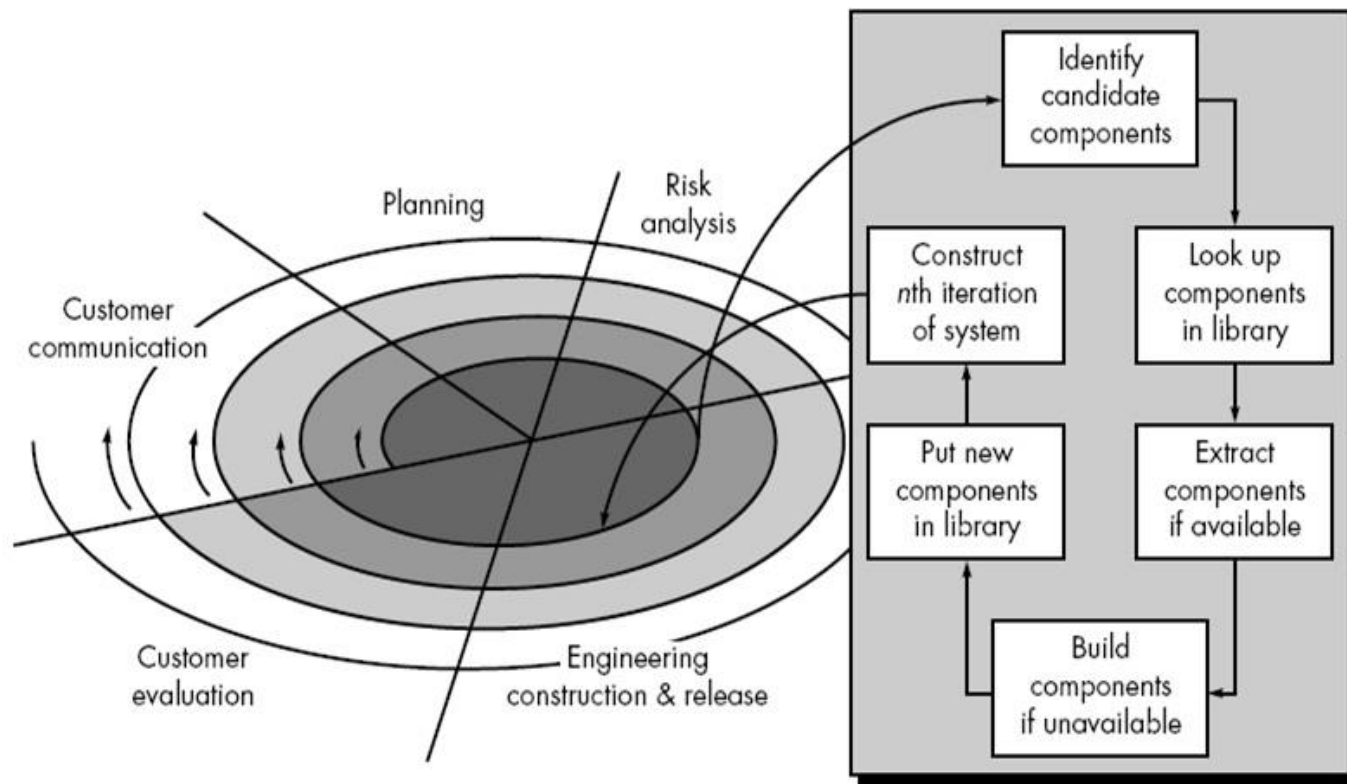 Planning
Risk
analysis
Customer
communication
Customer
evaluation
Engineering
construction & release
Identify
candidate
components
Look up
components
in library
Extract
components
if available
Build
components
if unavailable
Put new
components
in library
Construct
nth iteration
of system